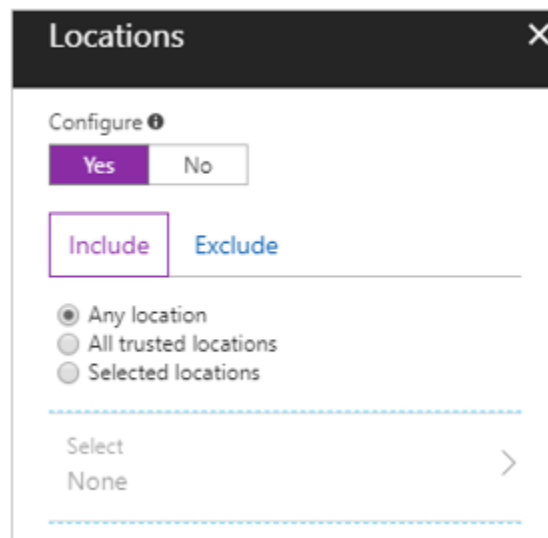 Locations
Configure
Yes No
Include Exclude
Any location
All trusted locations
Selected locations
Select
None